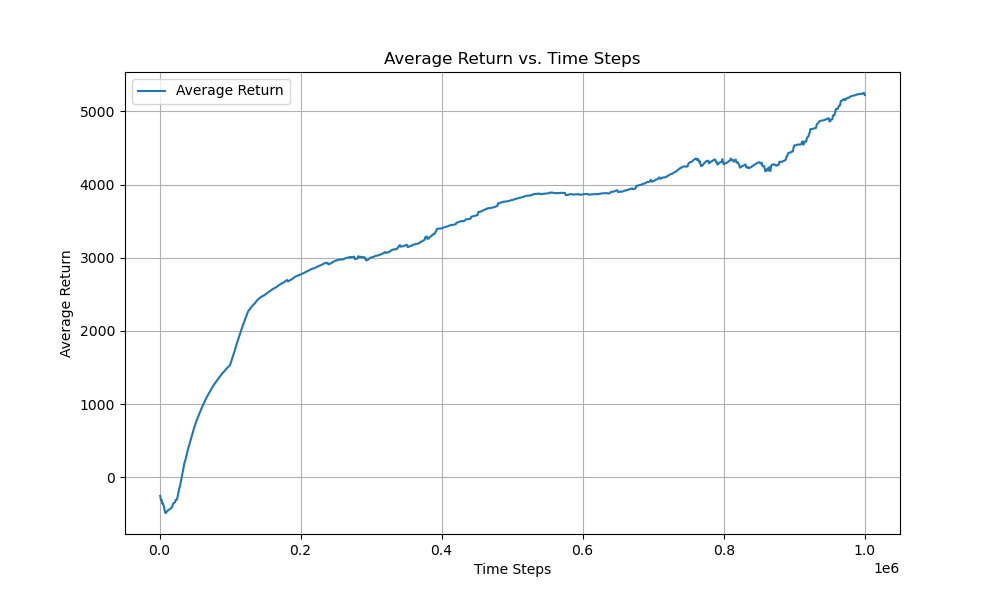 Average Return vs. Time Steps
Average Return
5000
4000
3000
2000
1000
0
Average Return
0.0 0.2 0.4 0.6 0.8 1.0
1e6
Time Steps